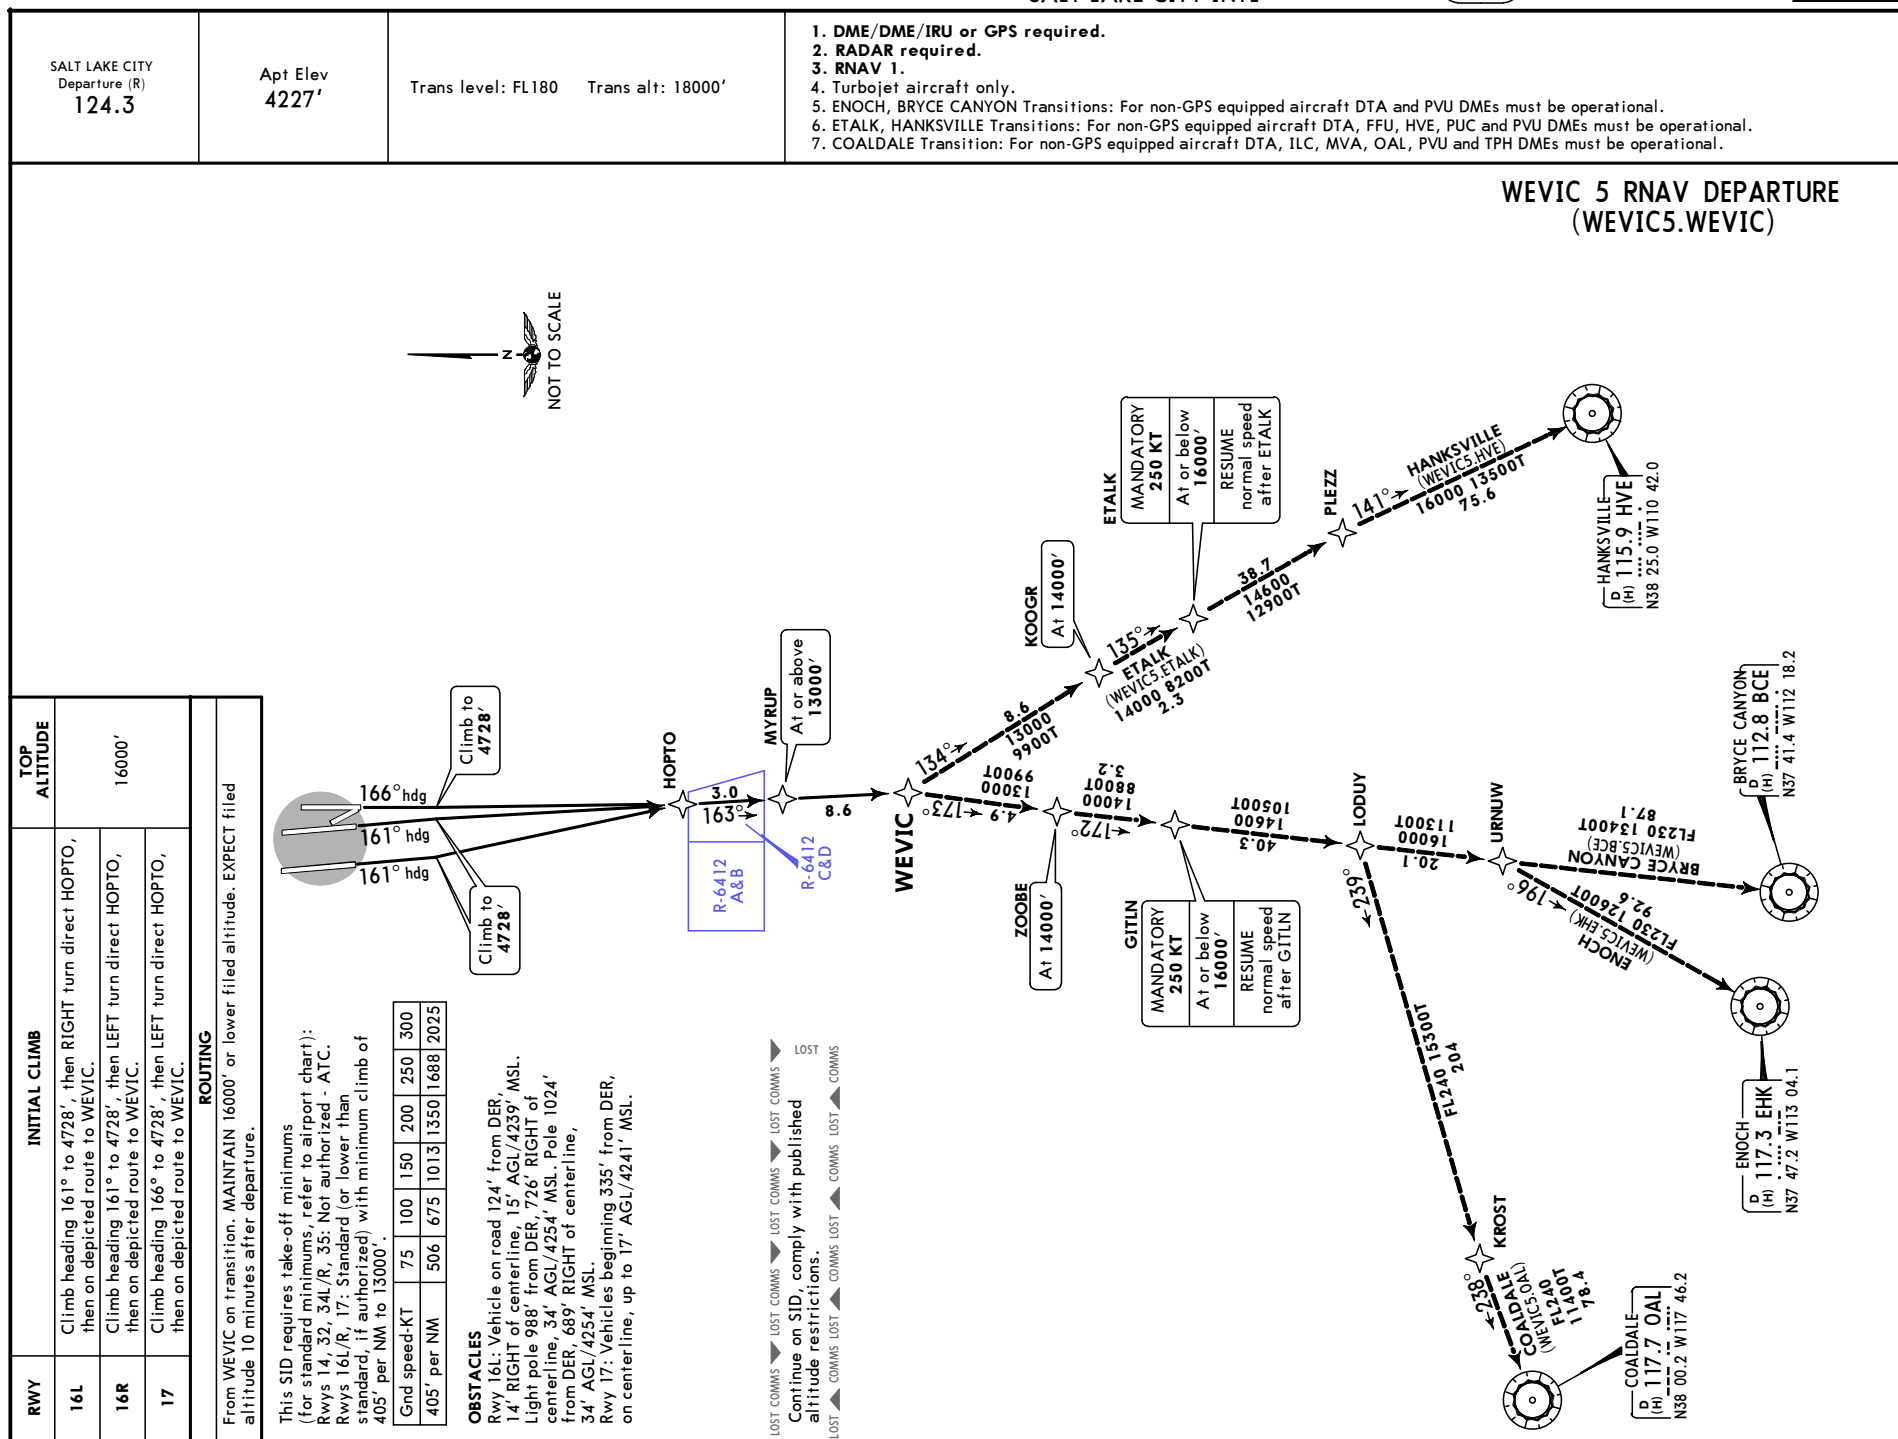 SALT LAKE CITY
Departure (R)
124.3
Apt Elev
4227'
Trans level: FL180 Trans alt: 18000'
1. DME/DME/IRU or GPS required.
2. RADAR required.
3. RNAV 1.
4. Turbojet aircraft only.
5. ENOCH, BRYCE CANYON Transitions: For non-GPS equipped aircraft DTA and PVU DMEs must be operational.
6. ETALK, HANKSVILLE Transitions: For non-GPS equipped aircraft DTA, FFU, HVE, PUC and PVU DMEs must be operational.
7. COALDALE Transition: For non-GPS equipped aircraft DTA, ILC, MVA, OAL, PVU and TPH DMEs must be operational.
WEVIC 5 RNAV DEPARTURE
(WEVIC5.WEVIC)
N
NOT TO SCALE
RWY
INITIAL CLIMB
TOP
ALTITUDE
16L
Climb heading 161° to 4728', then RIGHT turn direct HOPTO,
then on depicted route to WEVIC.
16R
Climb heading 161° to 4728', then LEFT turn direct HOPTO,
then on depicted route to WEVIC.
17
Climb heading 166° to 4728', then LEFT turn direct HOPTO,
then on depicted route to WEVIC.
16000'
ROUTING
From WEVIC on transition. MAINTAIN 16000' or lower filed altitude. EXPECT filed
altitude 10 minutes after departure.
This SID requires take-off minimums
(for standard minimums, refer to airport chart):
Rwys 14, 32, 34L/R, 35: Not authorized - ATC.
Rwys 16L/R, 17: Standard (or lower than
standard, if authorized) with minimum climb of
405' per NM to 13000'.
Gnd speed-KT 75 100 150 200 250 300
405' per NM 506 675 1013 1350 1688 2025
OBSTACLES
Rwy 16L: Vehicle on road 124' from DER,
14' RIGHT of centerline, 15' AGL/4239' MSL.
Light pole 988' from DER, 726' RIGHT of
centerline, 34' AGL/4254' MSL. Pole 1024'
from DER, 689' RIGHT of centerline,
34' AGL/4254' MSL.
Rwy 17: Vehicles beginning 335' from DER,
on centerline, up to 17' AGL/4241' MSL.
LOST COMMS LOST COMMS LOST COMMS LOST COMMS LOST
Continue on SID, comply with published
altitude restrictions.
LOST COMMS LOST COMMS LOST COMMS LOST COMMS
166° hdg
161° hdg
161° hdg
Climb to
4728'
Climb to
4728'
HOPTO
3.0
163°
R-6412
A&B
R-6412
C&D
MYRUP
At or above
13000'
8.6
WEVIC
134°
8.6
13000
9900T
KOOGR
At 14000'
135°
ETALK
(WEVIC5.ETALK)
14000 8200T
2.3
ETALK
MANDATORY
250 KT
At or below
16000'
RESUME
normal speed
after ETALK
38.7
14600
12900T
PLEZZ
141°
HANKSVILLE
(WEVIC5.HVE)
16000 13500T
75.6
HANKSVILLE
D
(H) 115.9 HVE
N38 25.0 W110 42.0
173°
4.9
13000
9900T
ZOOBE
At 14000'
172°
3.2
14000
8800T
GITLN
MANDATORY
250 KT
At or below
16000'
RESUME
normal speed
after GITLN
40.3
14600
10500T
LODUY
20.1
16000
11300T
URNUW
BRYCE CANYON
(WEVIC5.BCE)
FL230 13400T
87.1
BRYCE CANYON
D
(H) 112.8 BCE
N37 41.4 W112 18.2
196°
ENOCH
(WEVIC5.EHK)
FL230 12600T
92.6
ENOCH
D
(H) 117.3 EHK
N37 47.2 W113 04.1
239°
FL240 15300T
204
KROST
238°
COALDALE
(WEVIC5.OAL)
FL240
11400T
78.4
COALDALE
D
(H) 117.7 OAL
N38 00.2 W117 46.2